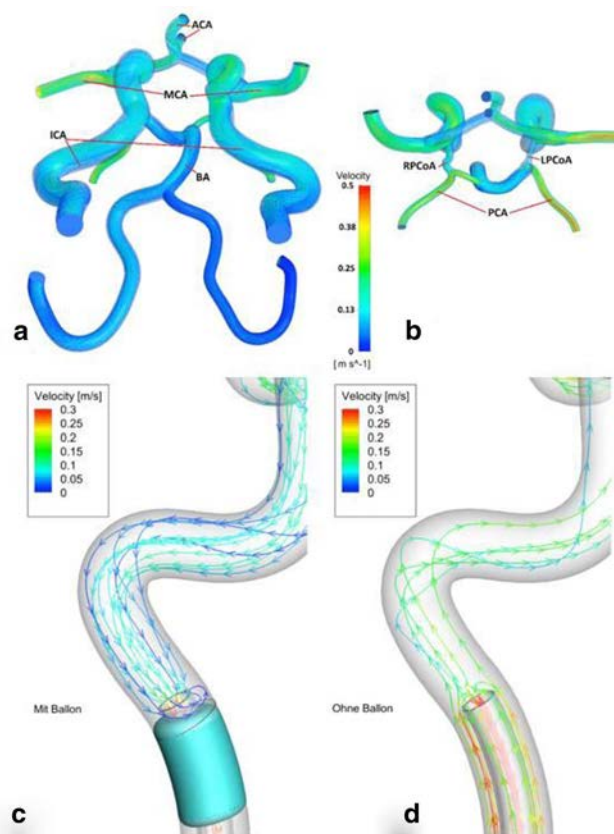 ACA
MCA
ICA
BA
a
Velocity
0.5
0.38
0.25
0.13
0
[ m s^-1]
RPCoA
LPCoA
PCA
b
Velocity [m/s]
0.3
0.25
0.2
0.15
0.1
0.05
0
Mit Ballon
c
Velocity [m/s]
0.3
0.25
0.2
0.15
0.1
0.05
0
Ohne Ballon
d